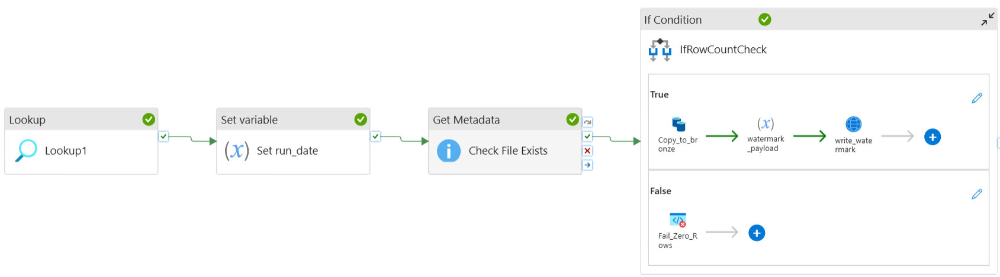 Lookup
Lookup1
Set variable
(x)
Set run_date
Get Metadata
i
Check File Exists
If Condition
IfRowCountCheck
True
Copy_to_br
onze
(x)
watermark
_payload
write_wate
rmark
False
Fail_Zero_R
ows